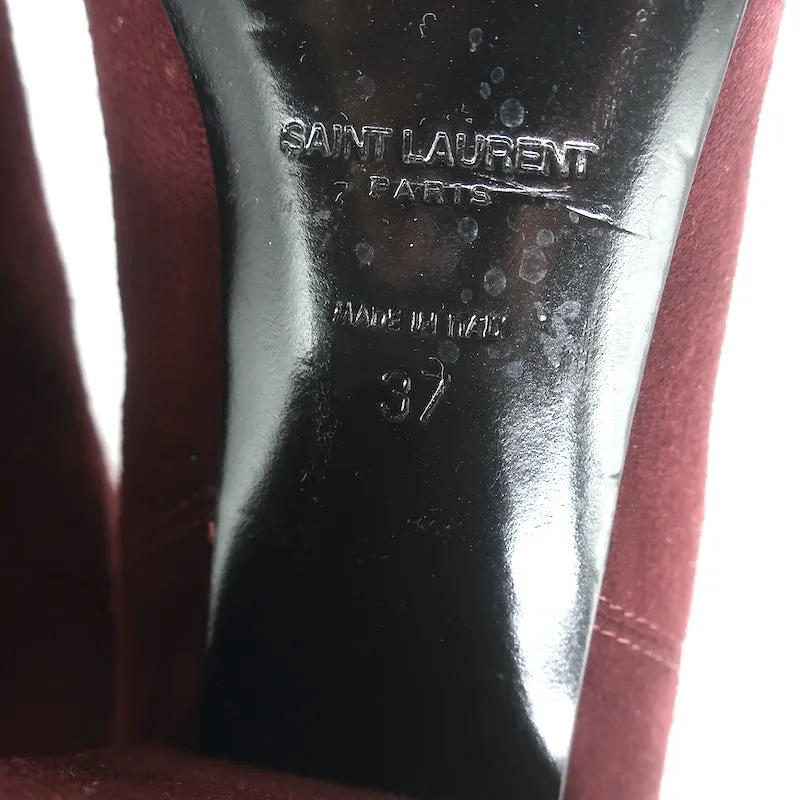 SAINT LAURENT
PARIS
MADE IN ITALY
37